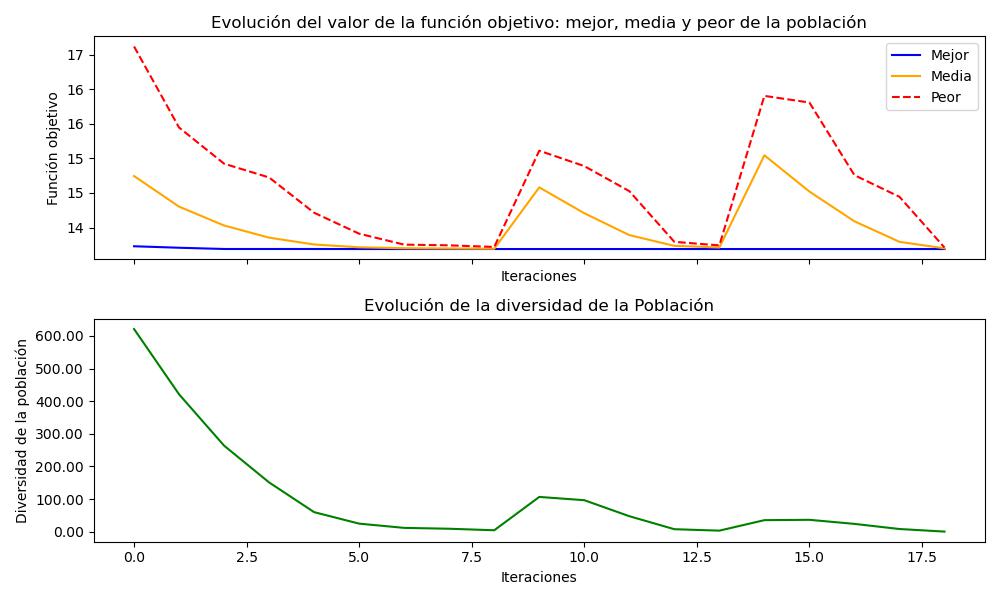 Evolución del valor de la función objetivo: mejor, media y peor de la población
Función objetivo
17
16
16
15
15
14
Mejor
Media
Peor
Iteraciones
Evolución de la diversidad de la Población
Diversidad de la población
600.00
500.00
400.00
300.00
200.00
100.00
0.00
0.0 2.5 5.0 7.5 10.0 12.5 15.0 17.5
Iteraciones